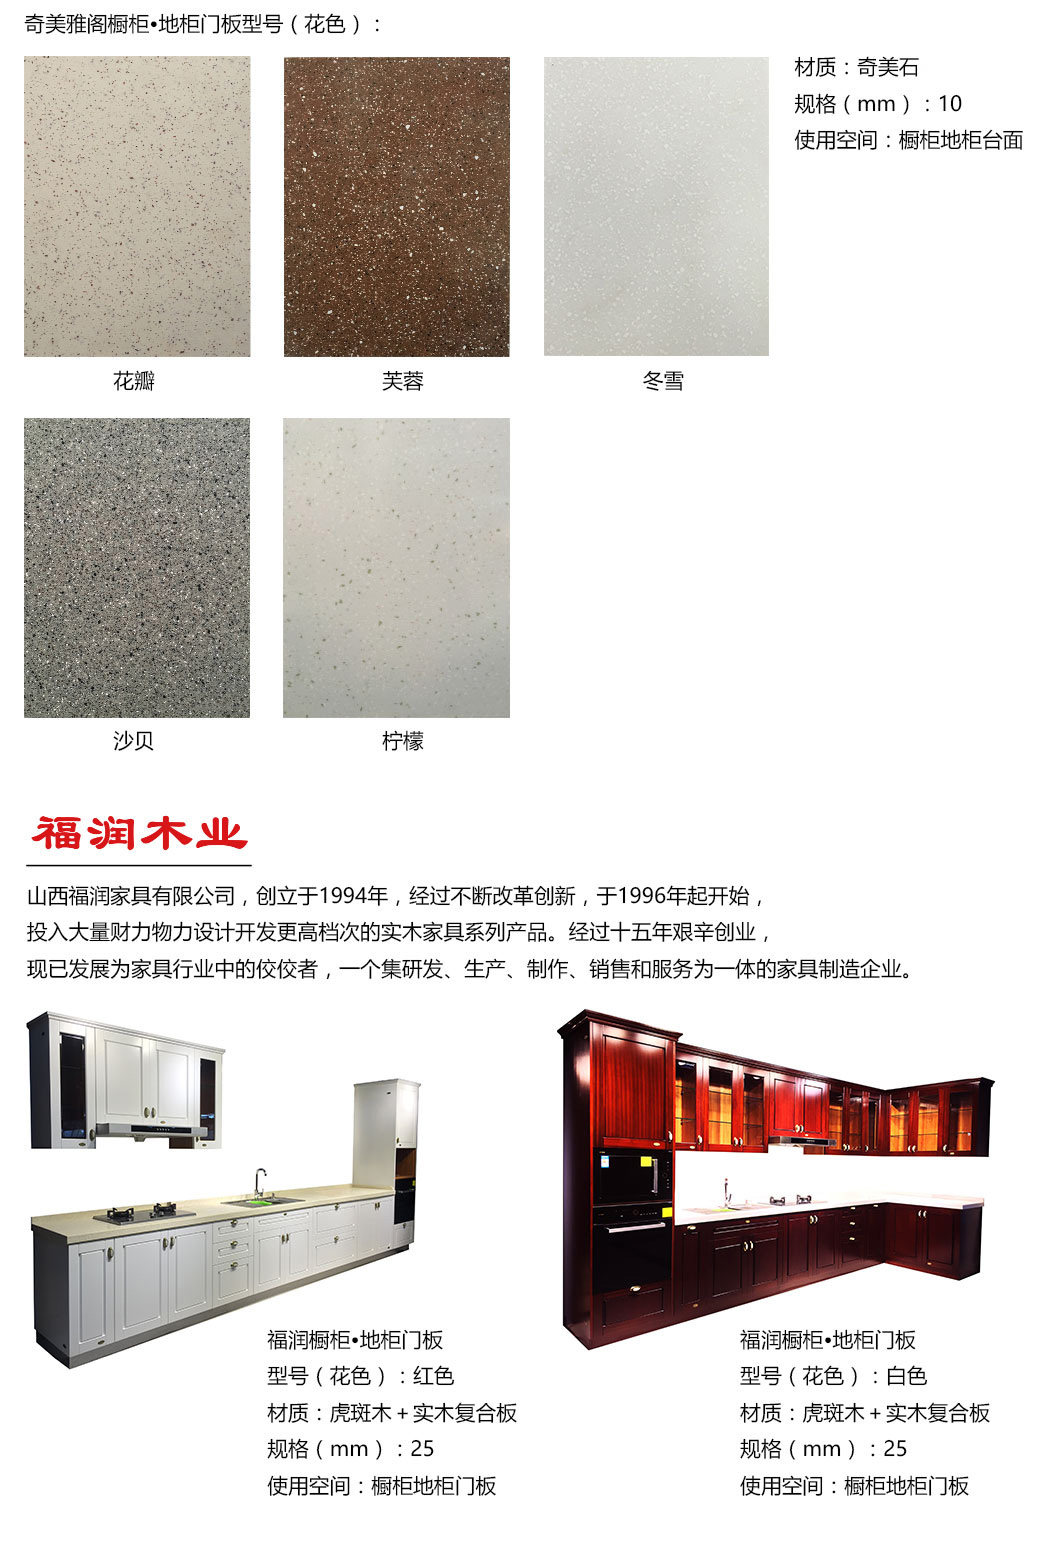 奇美雅阁橱柜•地柜门板型号（花色）：
材质：奇美石
规格（mm）：10
使用空间：橱柜地柜台面
花瓣
芙蓉
冬雪
沙贝
柠檬
福润木业
山西福润家具有限公司，创立于1994年，经过不断改革创新，于1996年起开始，
投入大量财力物力设计开发更高档次的实木家具系列产品。经过十五年艰辛创业，
现已发展为家具行业中的佼佼者，一个集研发、生产、制作、销售和服务为一体的家具制造企业。
福润橱柜•地柜门板
型号（花色）：红色
材质：虎斑木＋实木复合板
规格（mm）：25
使用空间：橱柜地柜门板
福润橱柜•地柜门板
型号（花色）：白色
材质：虎斑木＋实木复合板
规格（mm）：25
使用空间：橱柜地柜门板